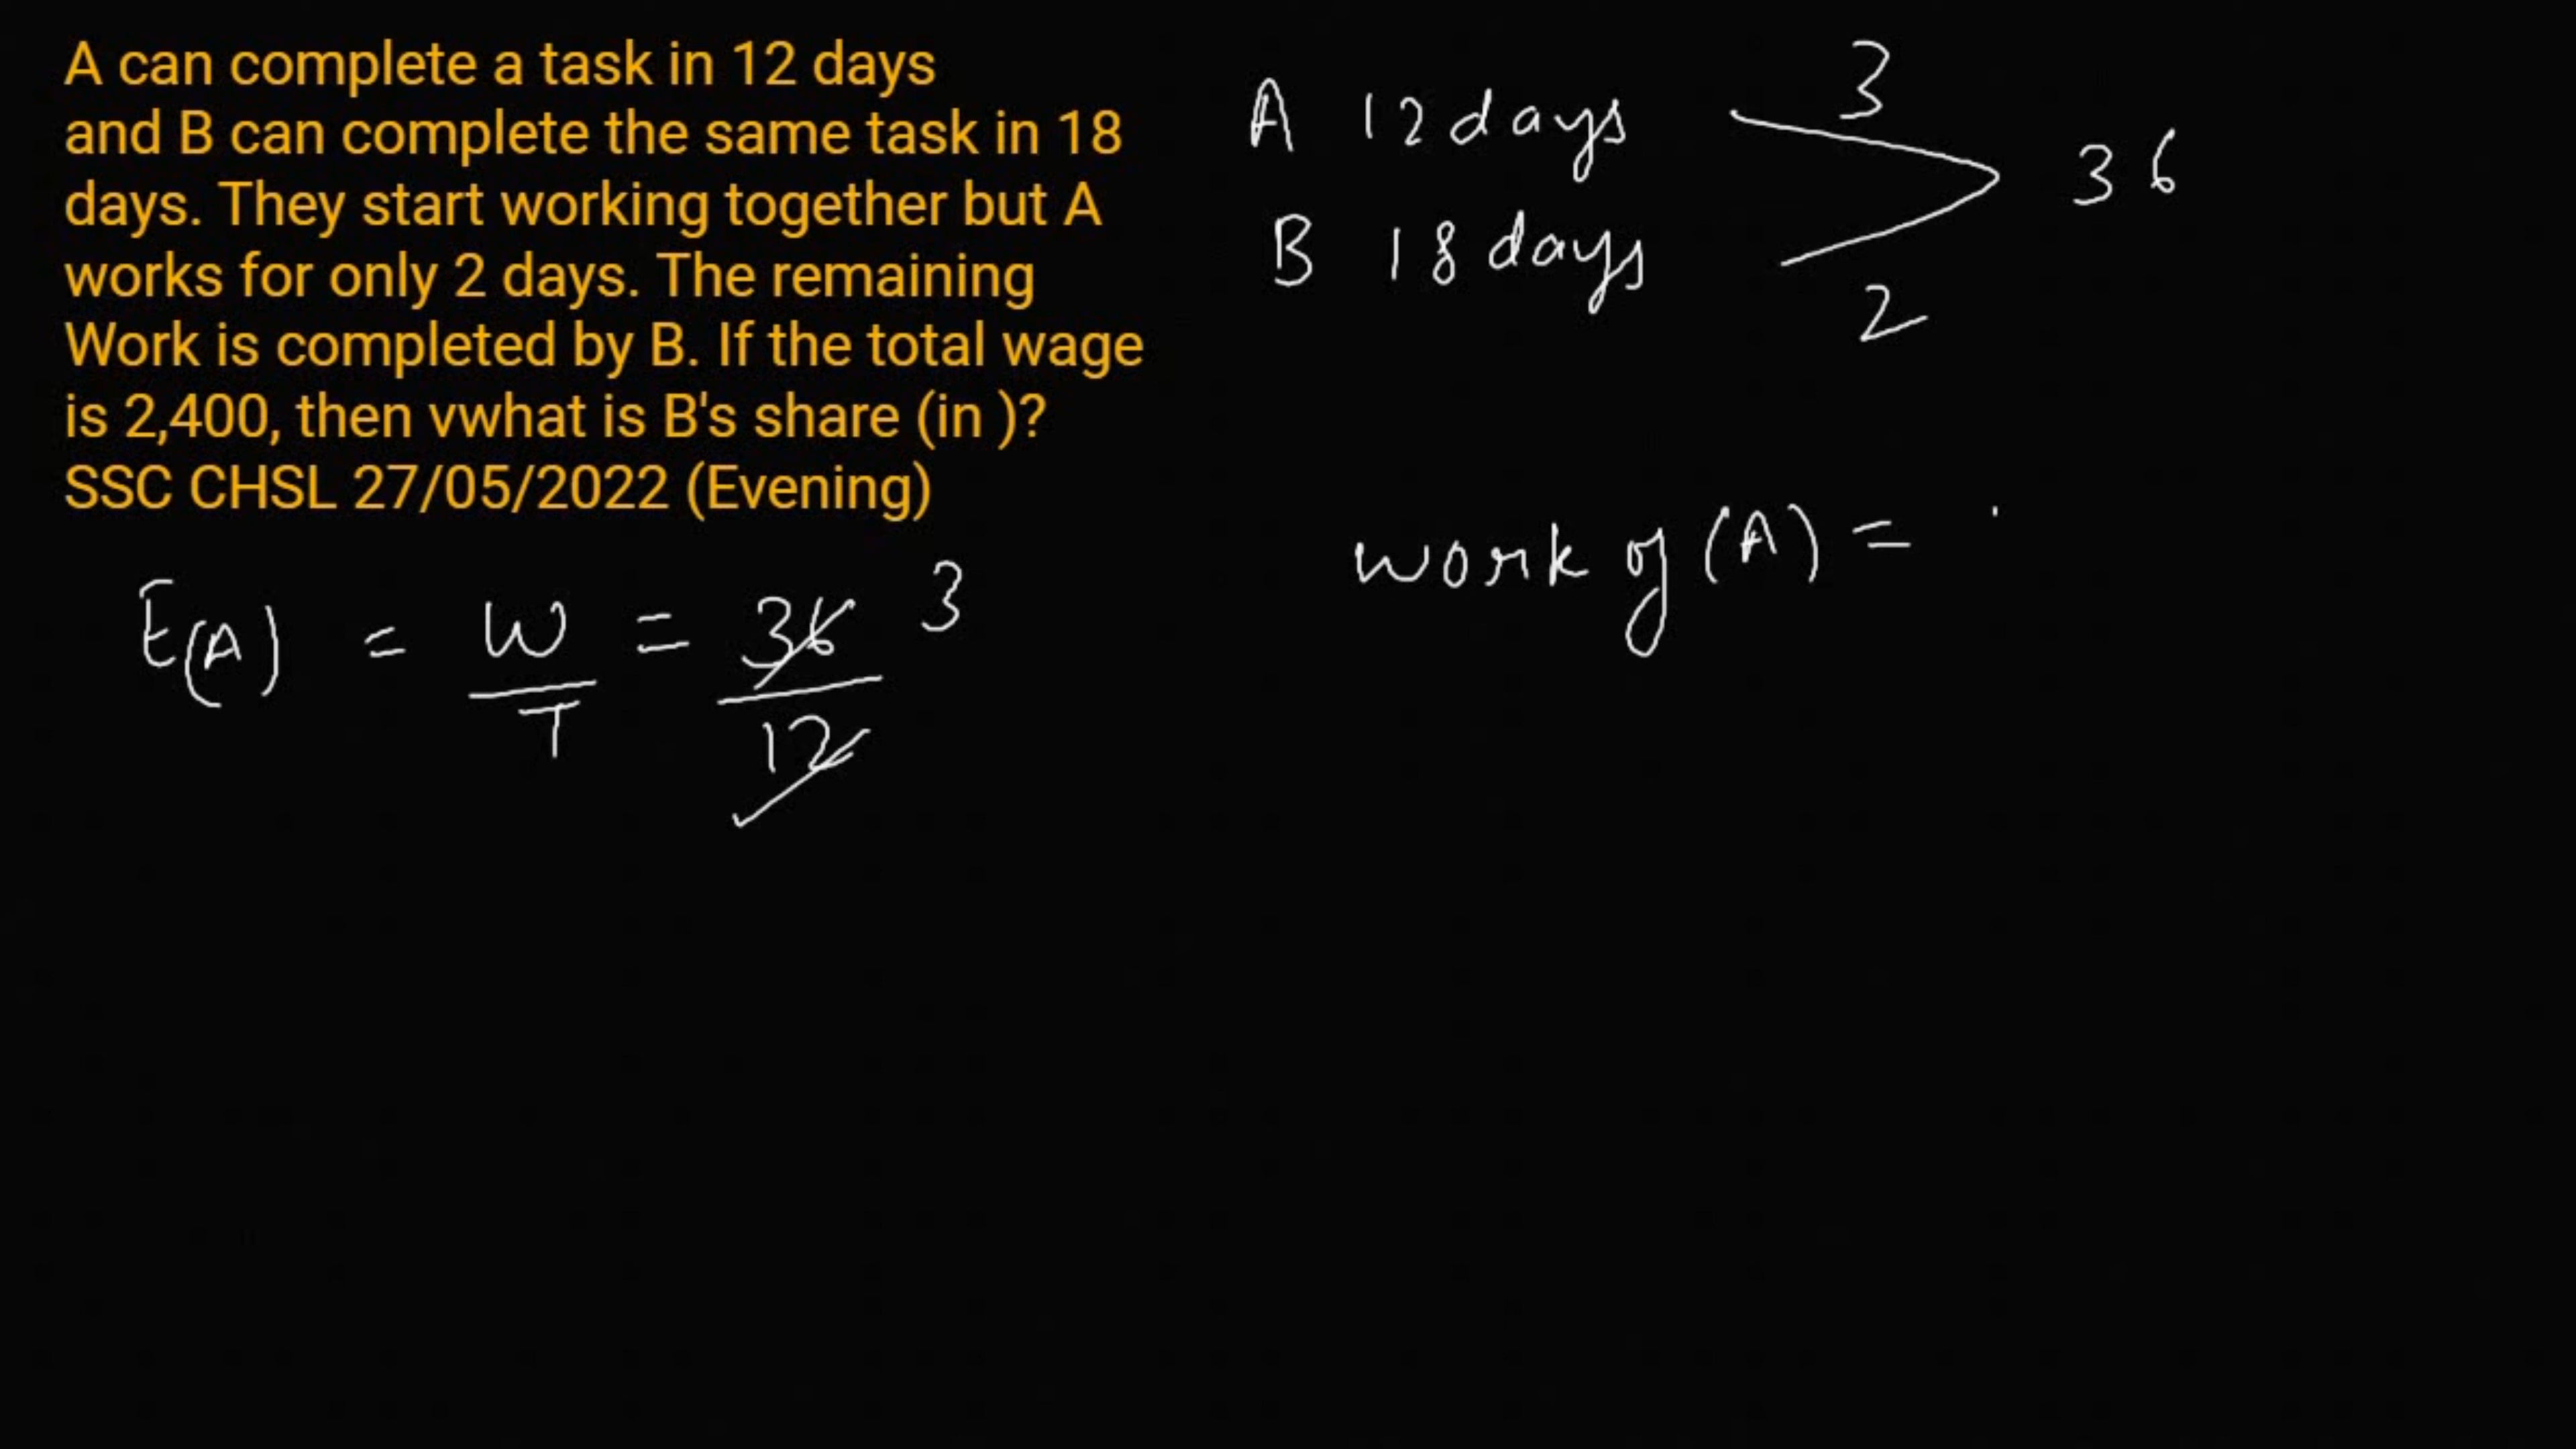 A can complete a task in 12 days
and B can complete the same task in 18
days. They start working together but A
works for only 2 days. The remaining
Work is completed by B. If the total wage
is 2,400, then vwhat is B's share (in )?
SSC CHSL 27/05/2022 (Evening)
E(A) = W/T = 36/12 3
A 12 days 3
36
B 18 days 2
work of (A) =